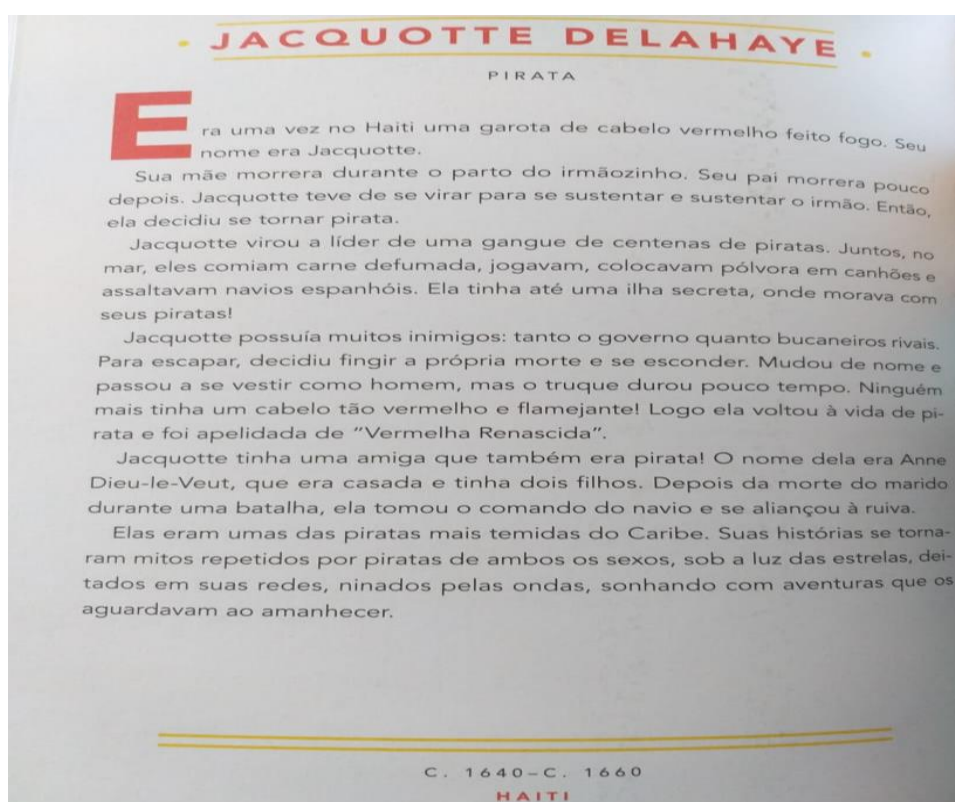 • JACQUOTTE DELAHAYE •
PIRATA
Era uma vez no Haiti uma garota de cabelo vermelho feito fogo. Seu
nome era Jacquotte.
Sua mãe morrera durante o parto do irmãozinho. Seu pai morrera pouco
depois. Jacquotte teve de se virar para se sustentar e sustentar o irmão. Então,
ela decidiu se tornar pirata.
Jacquotte virou a líder de uma gangue de centenas de piratas. Juntos, no
mar, eles comiam carne defumada, jogavam, colocavam pólvora em canhões e
assaltavam navios espanhóis. Ela tinha até uma ilha secreta, onde morava com
seus piratas!
Jacquotte possuía muitos inimigos: tanto o governo quanto bucaneiros rivais.
Para escapar, decidiu fingir a própria morte e se esconder. Mudou de nome e
passou a se vestir como homem, mas o truque durou pouco tempo. Ninguém
mais tinha um cabelo tão vermelho e flamejante! Logo ela voltou à vida de pi-
rata e foi apelidada de "Vermelha Renascida".
Jacquotte tinha uma amiga que também era pirata! O nome dela era Anne
Dieu-le-Veut, que era casada e tinha dois filhos. Depois da morte do marido
durante uma batalha, ela tomou o comando do navio e se aliançou à ruiva.
Elas eram umas das piratas mais temidas do Caribe. Suas histórias se torna-
ram mitos repetidos por piratas de ambos os sexos, sob a luz das estrelas, dei-
tados em suas redes, ninados pelas ondas, sonhando com aventuras que os
aguardavam ao amanhecer.
C. 1640–C. 1660
HAITI